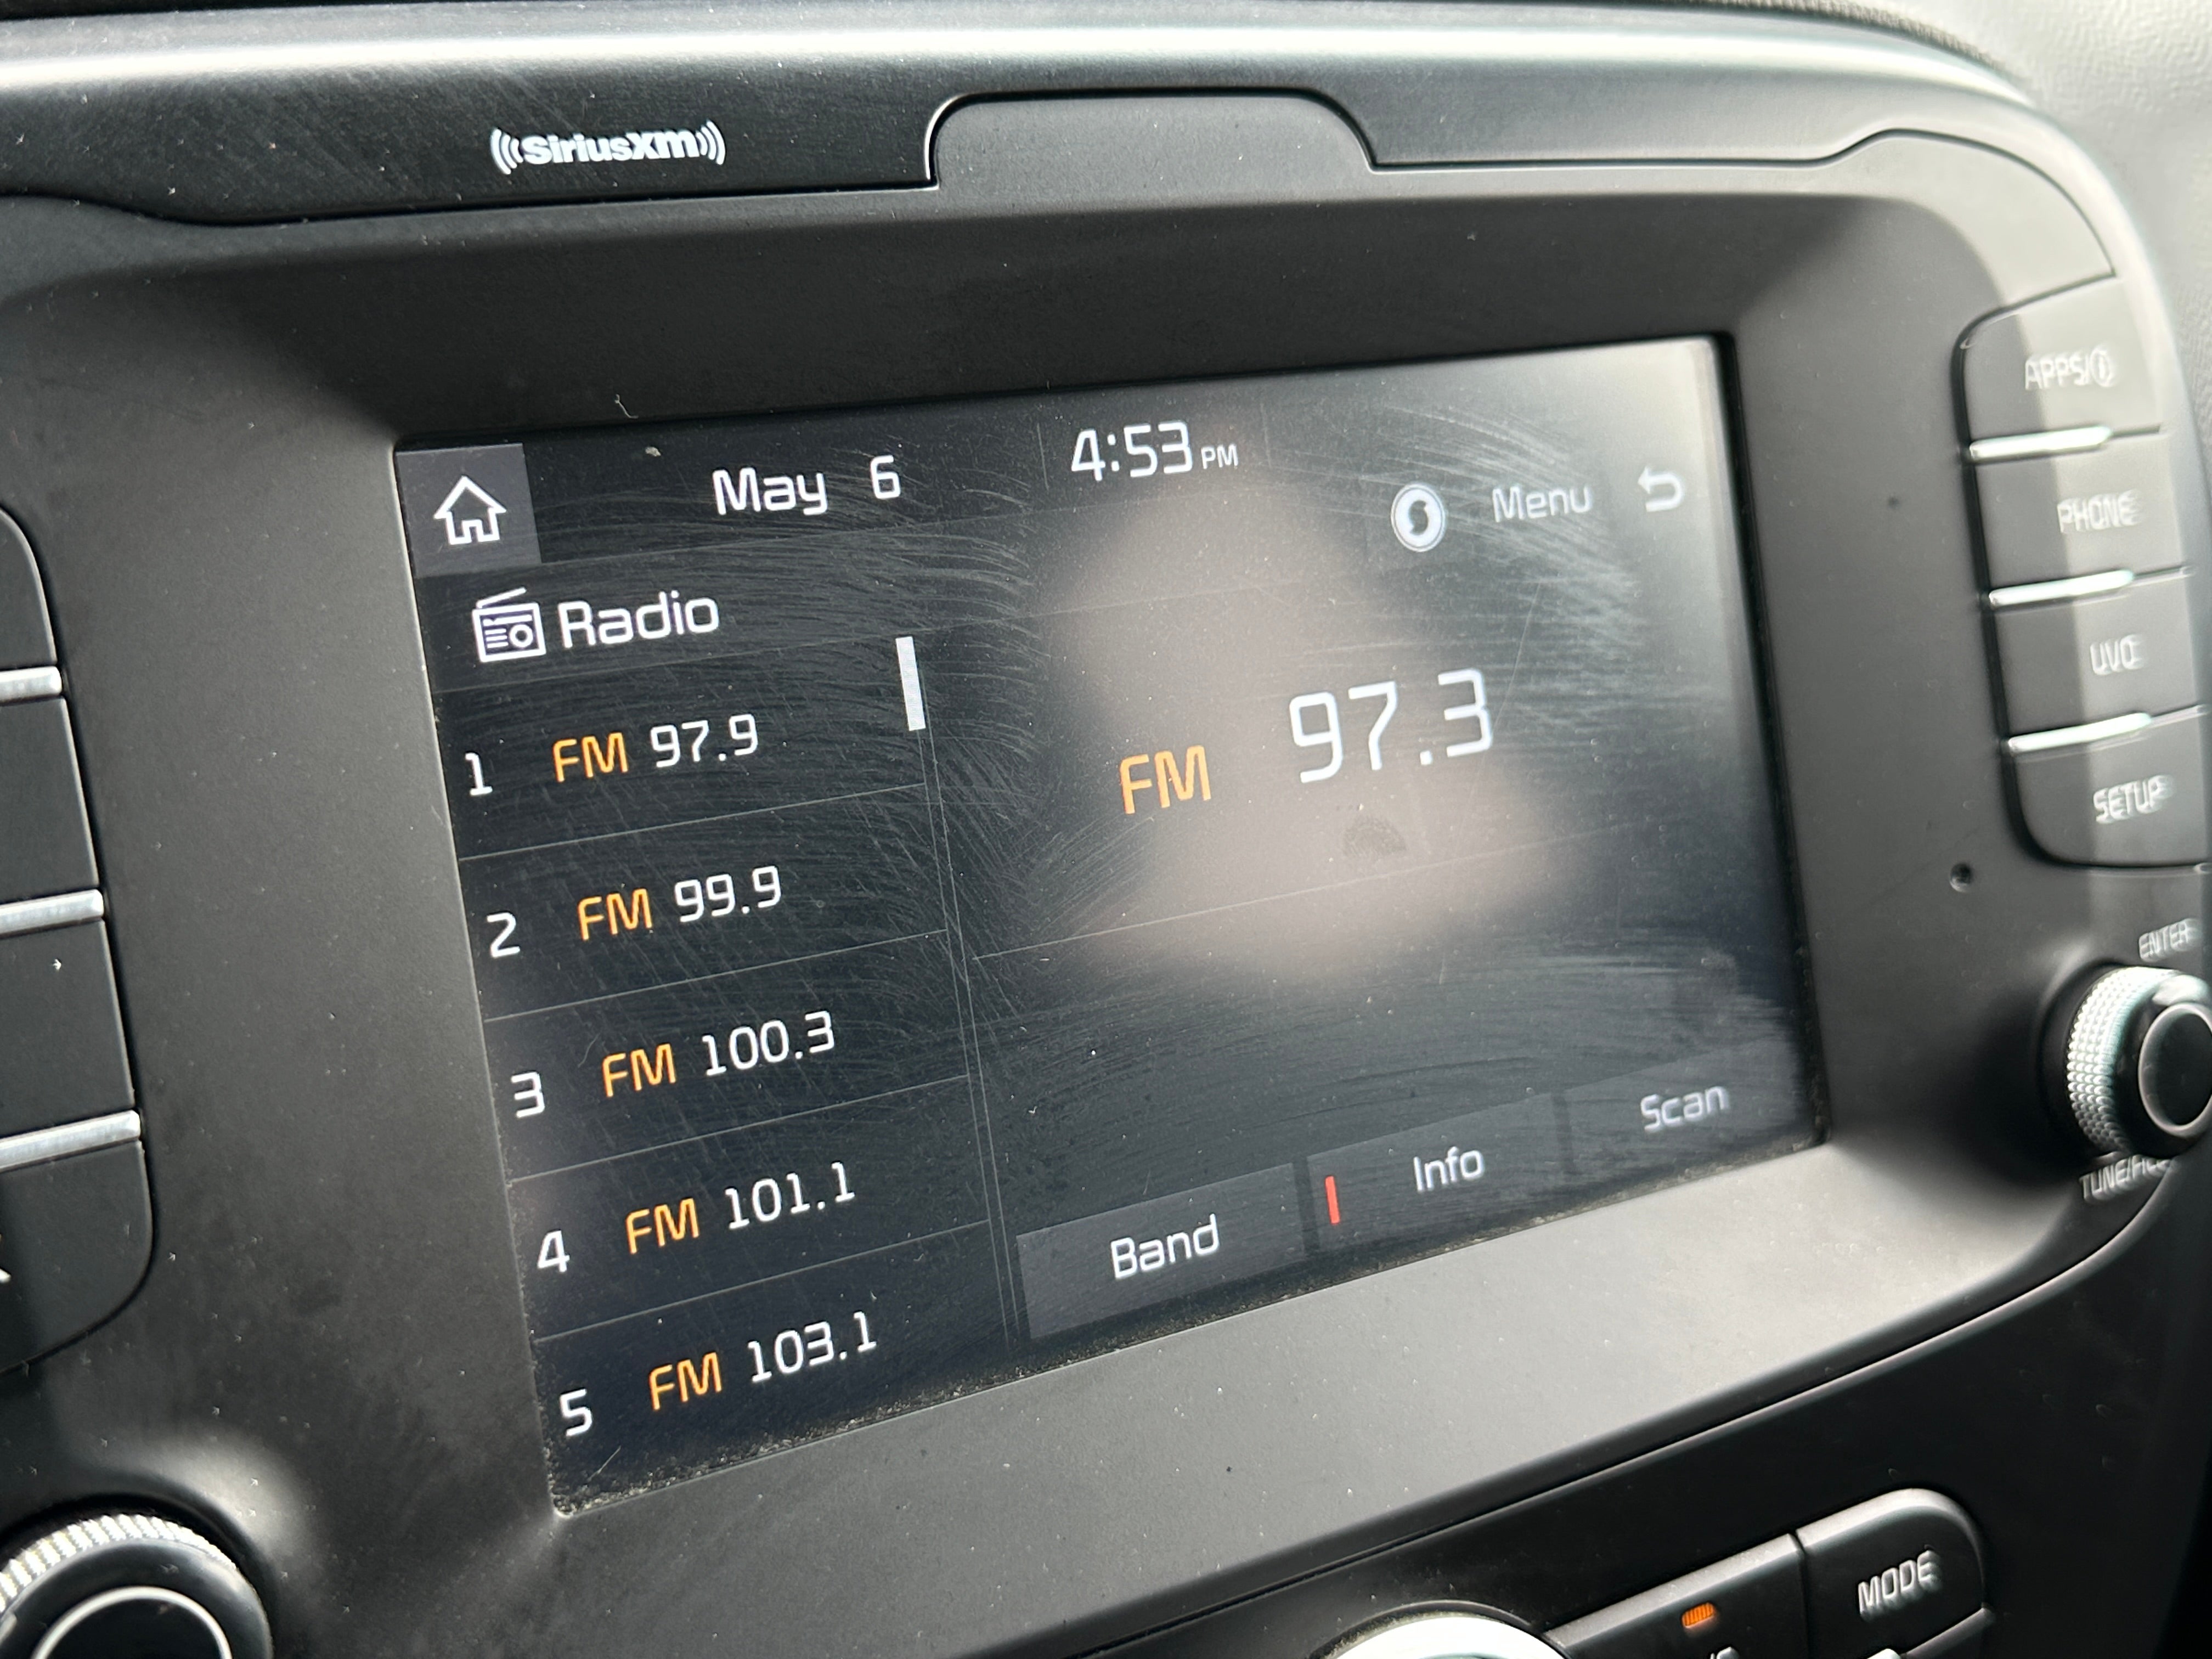 SiriusXm
May 6 4:53 PM
Menu
Radio
1 FM 97.9
FM 97.3
2 FM 99.9
3 FM 100.3
4 FM 101.1
5 FM 103.1
Band
Info
Scan
APPS/i
PHONE
UVO
SETUP
ENTER
MODE